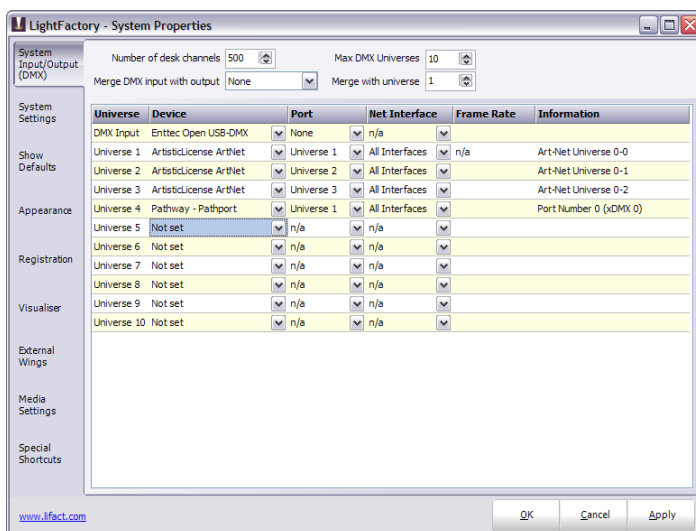 LightFactory - System Properties
System Input/Output (DMX)
System Settings
Show Defaults
Appearance
Registration
Visualiser
External Wings
Media Settings
Special Shortcuts
Number of desk channels 500 Max DMX Universes 10
Merge DMX input with output None Merge with universe 1
Universe Device Port Net Interface Frame Rate Information
DMX Input Enttec Open USB-DMX None n/a
Universe 1 ArtisticLicense ArtNet Universe 1 All Interfaces n/a Art-Net Universe 0-0
Universe 2 ArtisticLicense ArtNet Universe 2 All Interfaces Art-Net Universe 0-1
Universe 3 ArtisticLicense ArtNet Universe 3 All Interfaces Art-Net Universe 0-2
Universe 4 Pathway - Pathport Universe 1 All Interfaces Port Number 0 (xDMX 0)
Universe 5 Not set n/a n/a
Universe 6 Not set n/a n/a
Universe 7 Not set n/a n/a
Universe 8 Not set n/a n/a
Universe 9 Not set n/a n/a
Universe 10 Not set n/a n/a
www.lifact.com OK Cancel Apply